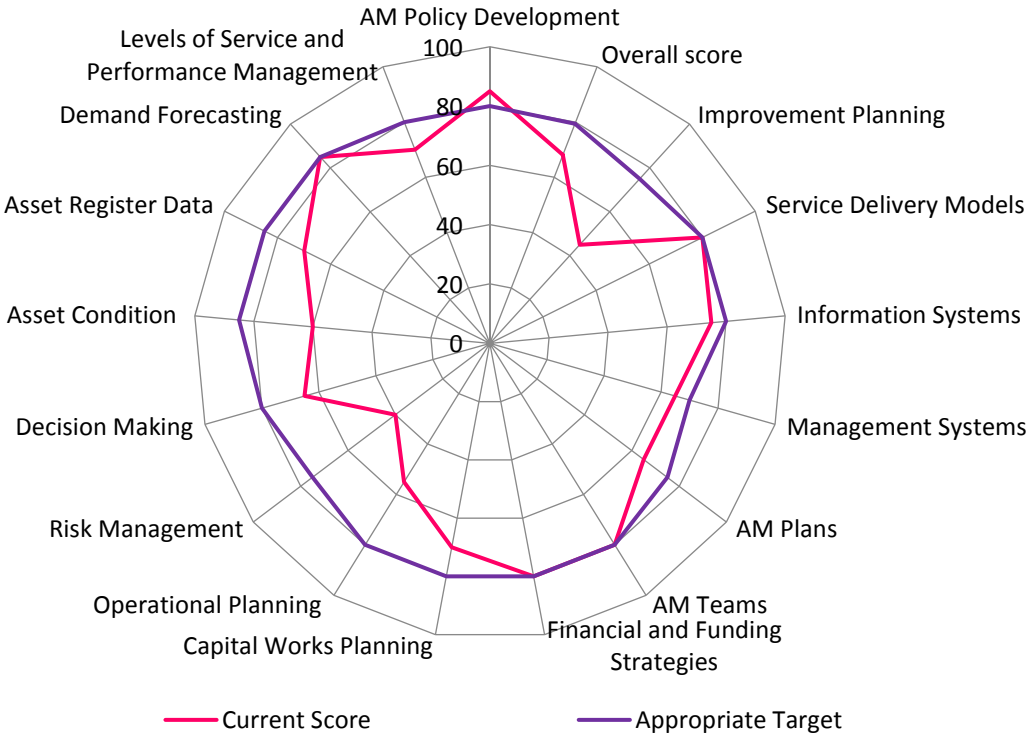 AM Policy Development
Levels of Service and
Performance Management
Overall score
Demand Forecasting
Improvement Planning
Asset Register Data
Service Delivery Models
Asset Condition
Information Systems
Decision Making
Management Systems
Risk Management
AM Plans
Operational Planning
AM Teams
Capital Works Planning
Financial and Funding
Strategies
100
80
60
40
20
0
Current Score
Appropriate Target